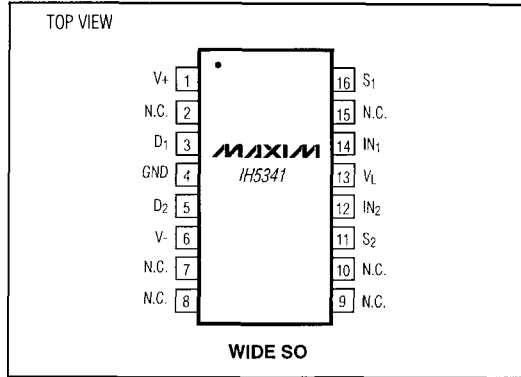 TOP VIEW
V+ 1
N.C. 2
D1 3
GND 4
D2 5
V- 6
N.C. 7
N.C. 8
MAXIM
IH5341
16 S1
15 N.C.
14 IN1
13 VL
12 IN2
11 S2
10 N.C.
9 N.C.
WIDE SO